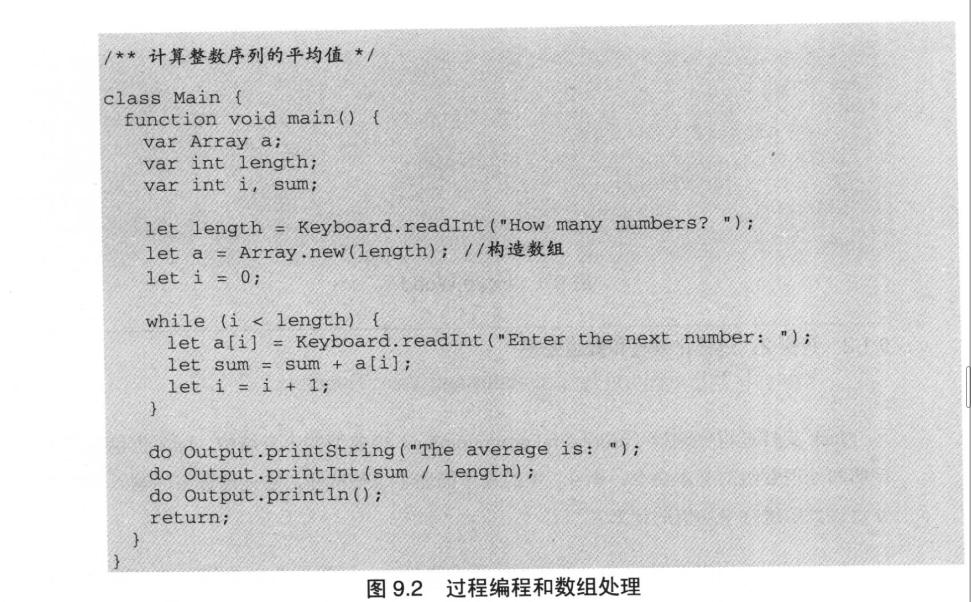 /** 计算整数序列的平均值 */
class Main {
function void main() {
var Array a;
var int length;
var int i, sum;
let length = Keyboard.readInt("How many numbers? ");
let a = Array.new(length); //构造数组
let i = 0;
while (i < length) {
let a[i] = Keyboard.readInt("Enter the next number: ");
let sum = sum + a[i];
let i = i + 1;
}
do Output.printString("The average is: ");
do Output.printInt(sum / length);
do Output.println();
return;
}
}
图 9.2 过程编程和数组处理